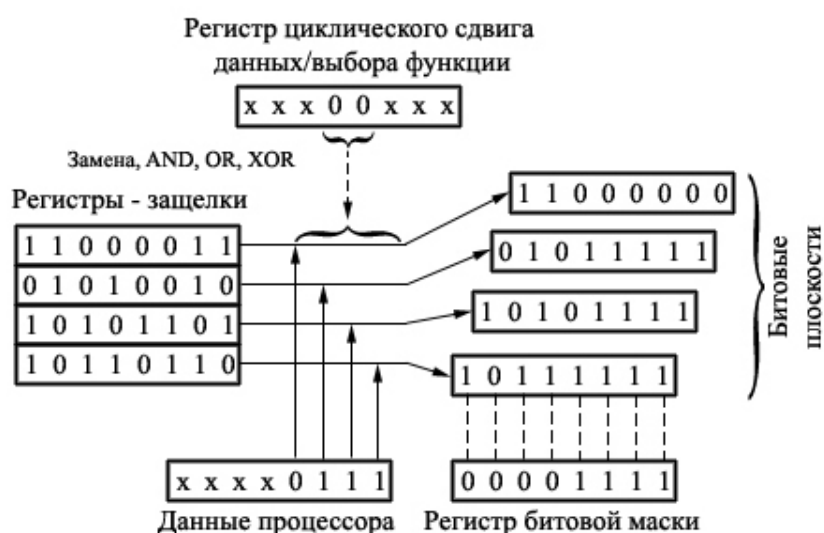 Регистр циклического сдвига
данных/выбора функции
x x x 0 0 x x x
Замена, AND, OR, XOR
Регистры - защелки
1 1 0 0 0 0 1 1
0 1 0 1 0 0 1 0
1 0 1 0 1 1 0 1
1 0 1 1 0 1 1 0
1 1 0 0 0 0 0 0
0 1 0 1 1 1 1 1
1 0 1 0 1 1 1 1
1 0 1 1 1 1 1 1
Битовые
плоскости
x x x x 0 1 1 1
0 0 0 0 1 1 1 1
Данные процессора
Регистр битовой маски